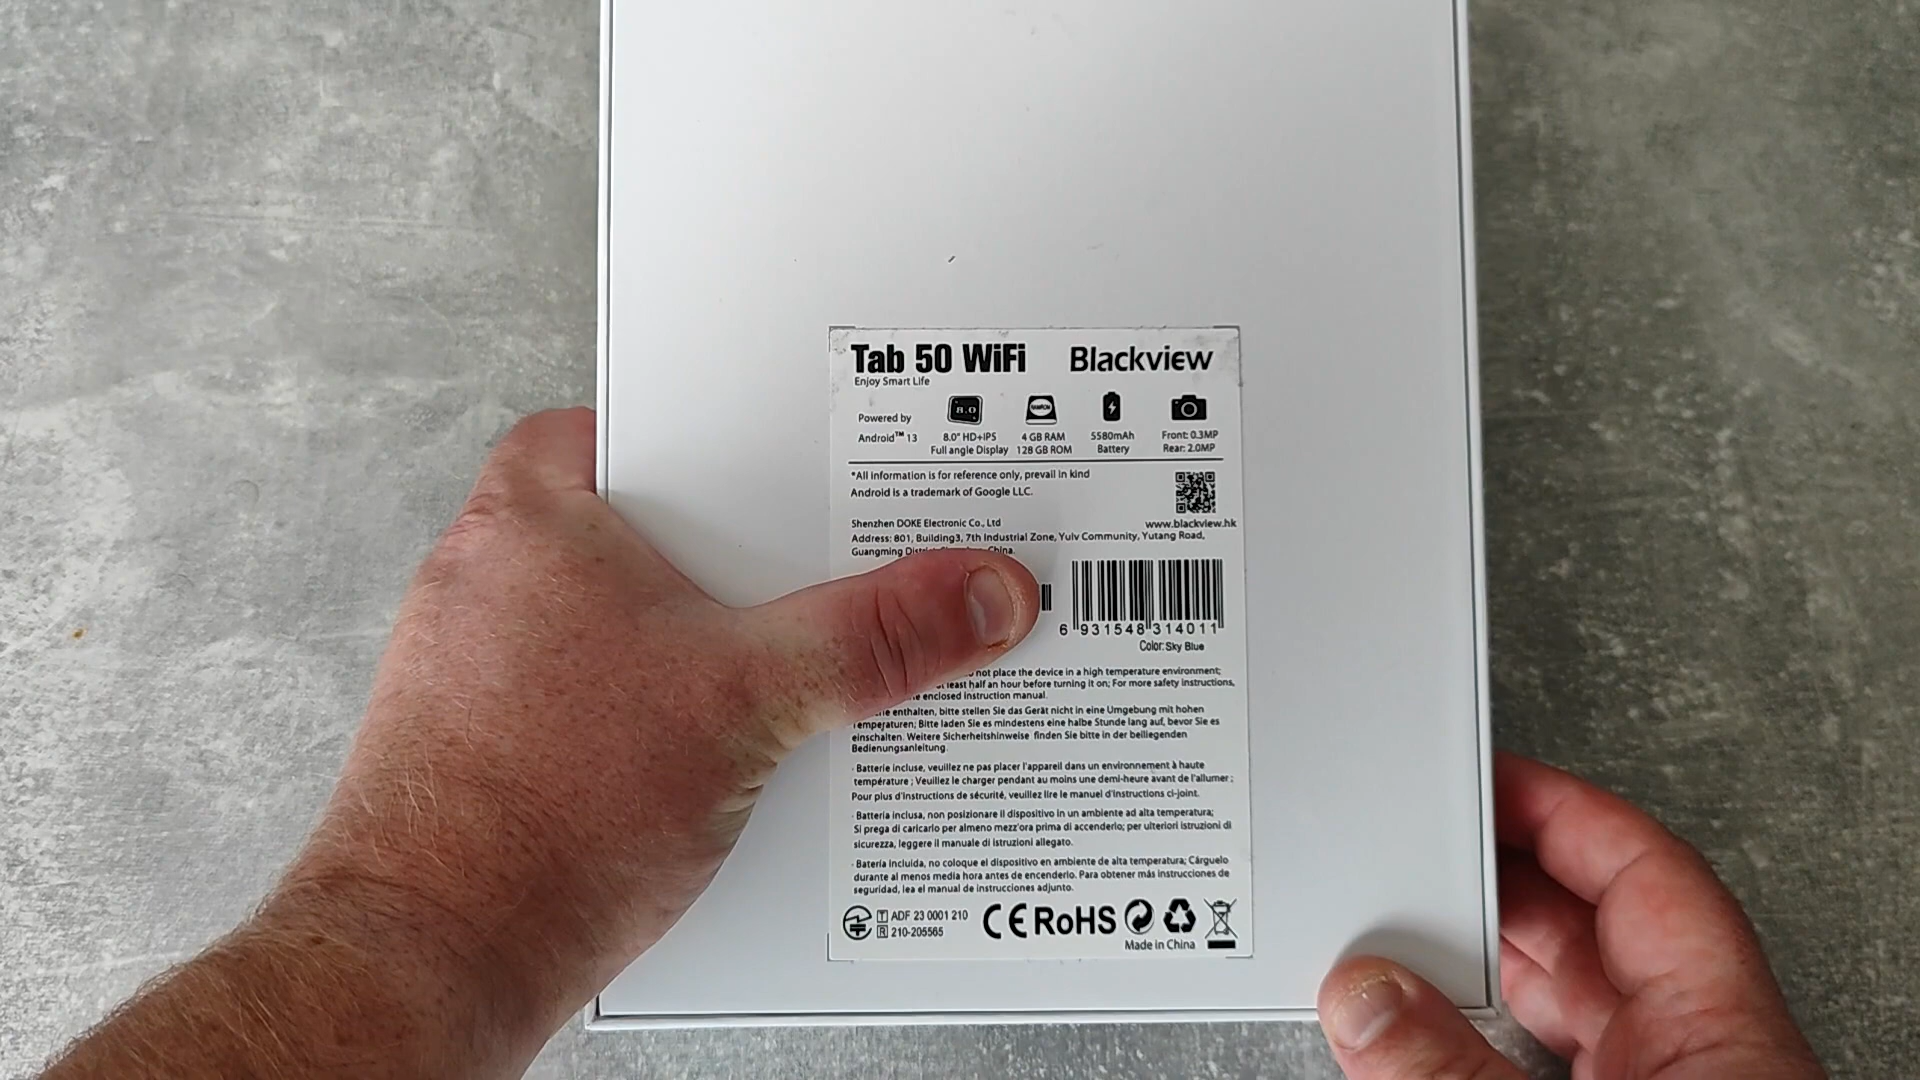 Tab 50 WiFi Blackview
Enjoy Smart Life
Powered by
Android™ 13
8.0
8.0" HD+IPS
Full angle Display
4 GB RAM
128 GB ROM
5580mAh
Battery
Front: 0.3MP
Rear: 2.0MP
*All information is for reference only, prevail in kind
Android is a trademark of Google LLC.
www.blackview.hk
Shenzhen DOKE Electronic Co., Ltd
Address: 801, Building3, 7th Industrial Zone, Yulv Community, Yutang Road,
Guangming China.
6 931548 314011
Color: Sky Blue
not place the device in a high temperature environment;
least half an hour before turning it on; For more safety instructions,
enclosed instruction manual.
enthalten, bitte stellen Sie das Gerät nicht in eine Umgebung mit hohen
Temperaturen; Bitte laden Sie es mindestens eine halbe Stunde lang auf, bevor Sie es
einschalten. Weitere Sicherheitshinweise finden Sie bitte in der beiliegenden
Bedienungsanleitung.
· Batterie incluse, veuillez ne pas placer l'appareil dans un environnement à haute
température ; Veuillez le charger pendant au moins une demi-heure avant de l'allumer ;
Pour plus d'instructions de sécurité, veuillez lire le manuel d'instructions ci-joint.
· Batteria inclusa, non posizionare il dispositivo in un ambiente ad alta temperatura;
Si prega di caricarlo per almeno mezz'ora prima di accenderlo; per ulteriori istruzioni di
sicurezza, leggere il manuale di istruzioni allegato.
· Batería incluida, no coloque el dispositivo en ambiente de alta temperatura; Cárguelo
durante al menos media hora antes de encenderlo. Para obtener más instrucciones de
seguridad, lea el manual de instrucciones adjunto.
T ADF 23 0001 210
R 210-205565
CE RoHS
Made in China